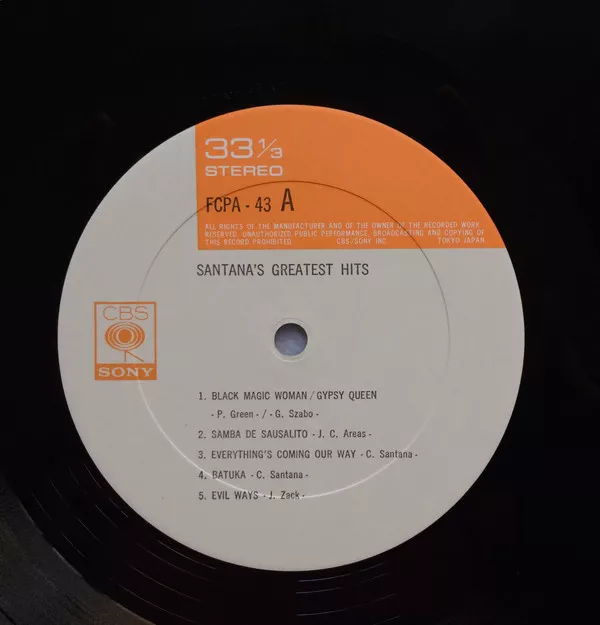 33 1/3
STEREO
FCPA - 43 A
ALL RIGHTS OF THE MANUFACTURER AND OF THE OWNER OF THE RECORDED WORK
RESERVED. UNAUTHORIZED PUBLIC PERFORMANCE, BROADCASTING AND COPYING OF
THIS RECORD PROHIBITED CBS/SONY INC. TOKYO JAPAN
SANTANA'S GREATEST HITS
CBS
SONY
1. BLACK MAGIC WOMAN / GYPSY QUEEN
- P. Green - / - G. Szabo -
2. SAMBA DE SAUSALITO - J. C. Areas -
3. EVERYTHING'S COMING OUR WAY - C. Santana -
4. BATUKA - C. Santana -
5. EVIL WAYS - J. Zack -